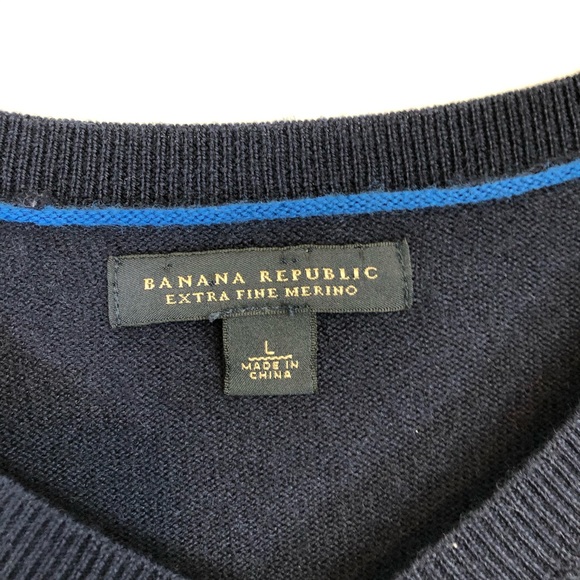 BANANA REPUBLIC
EXTRA FINE MERINO
L
MADE IN
CHINA